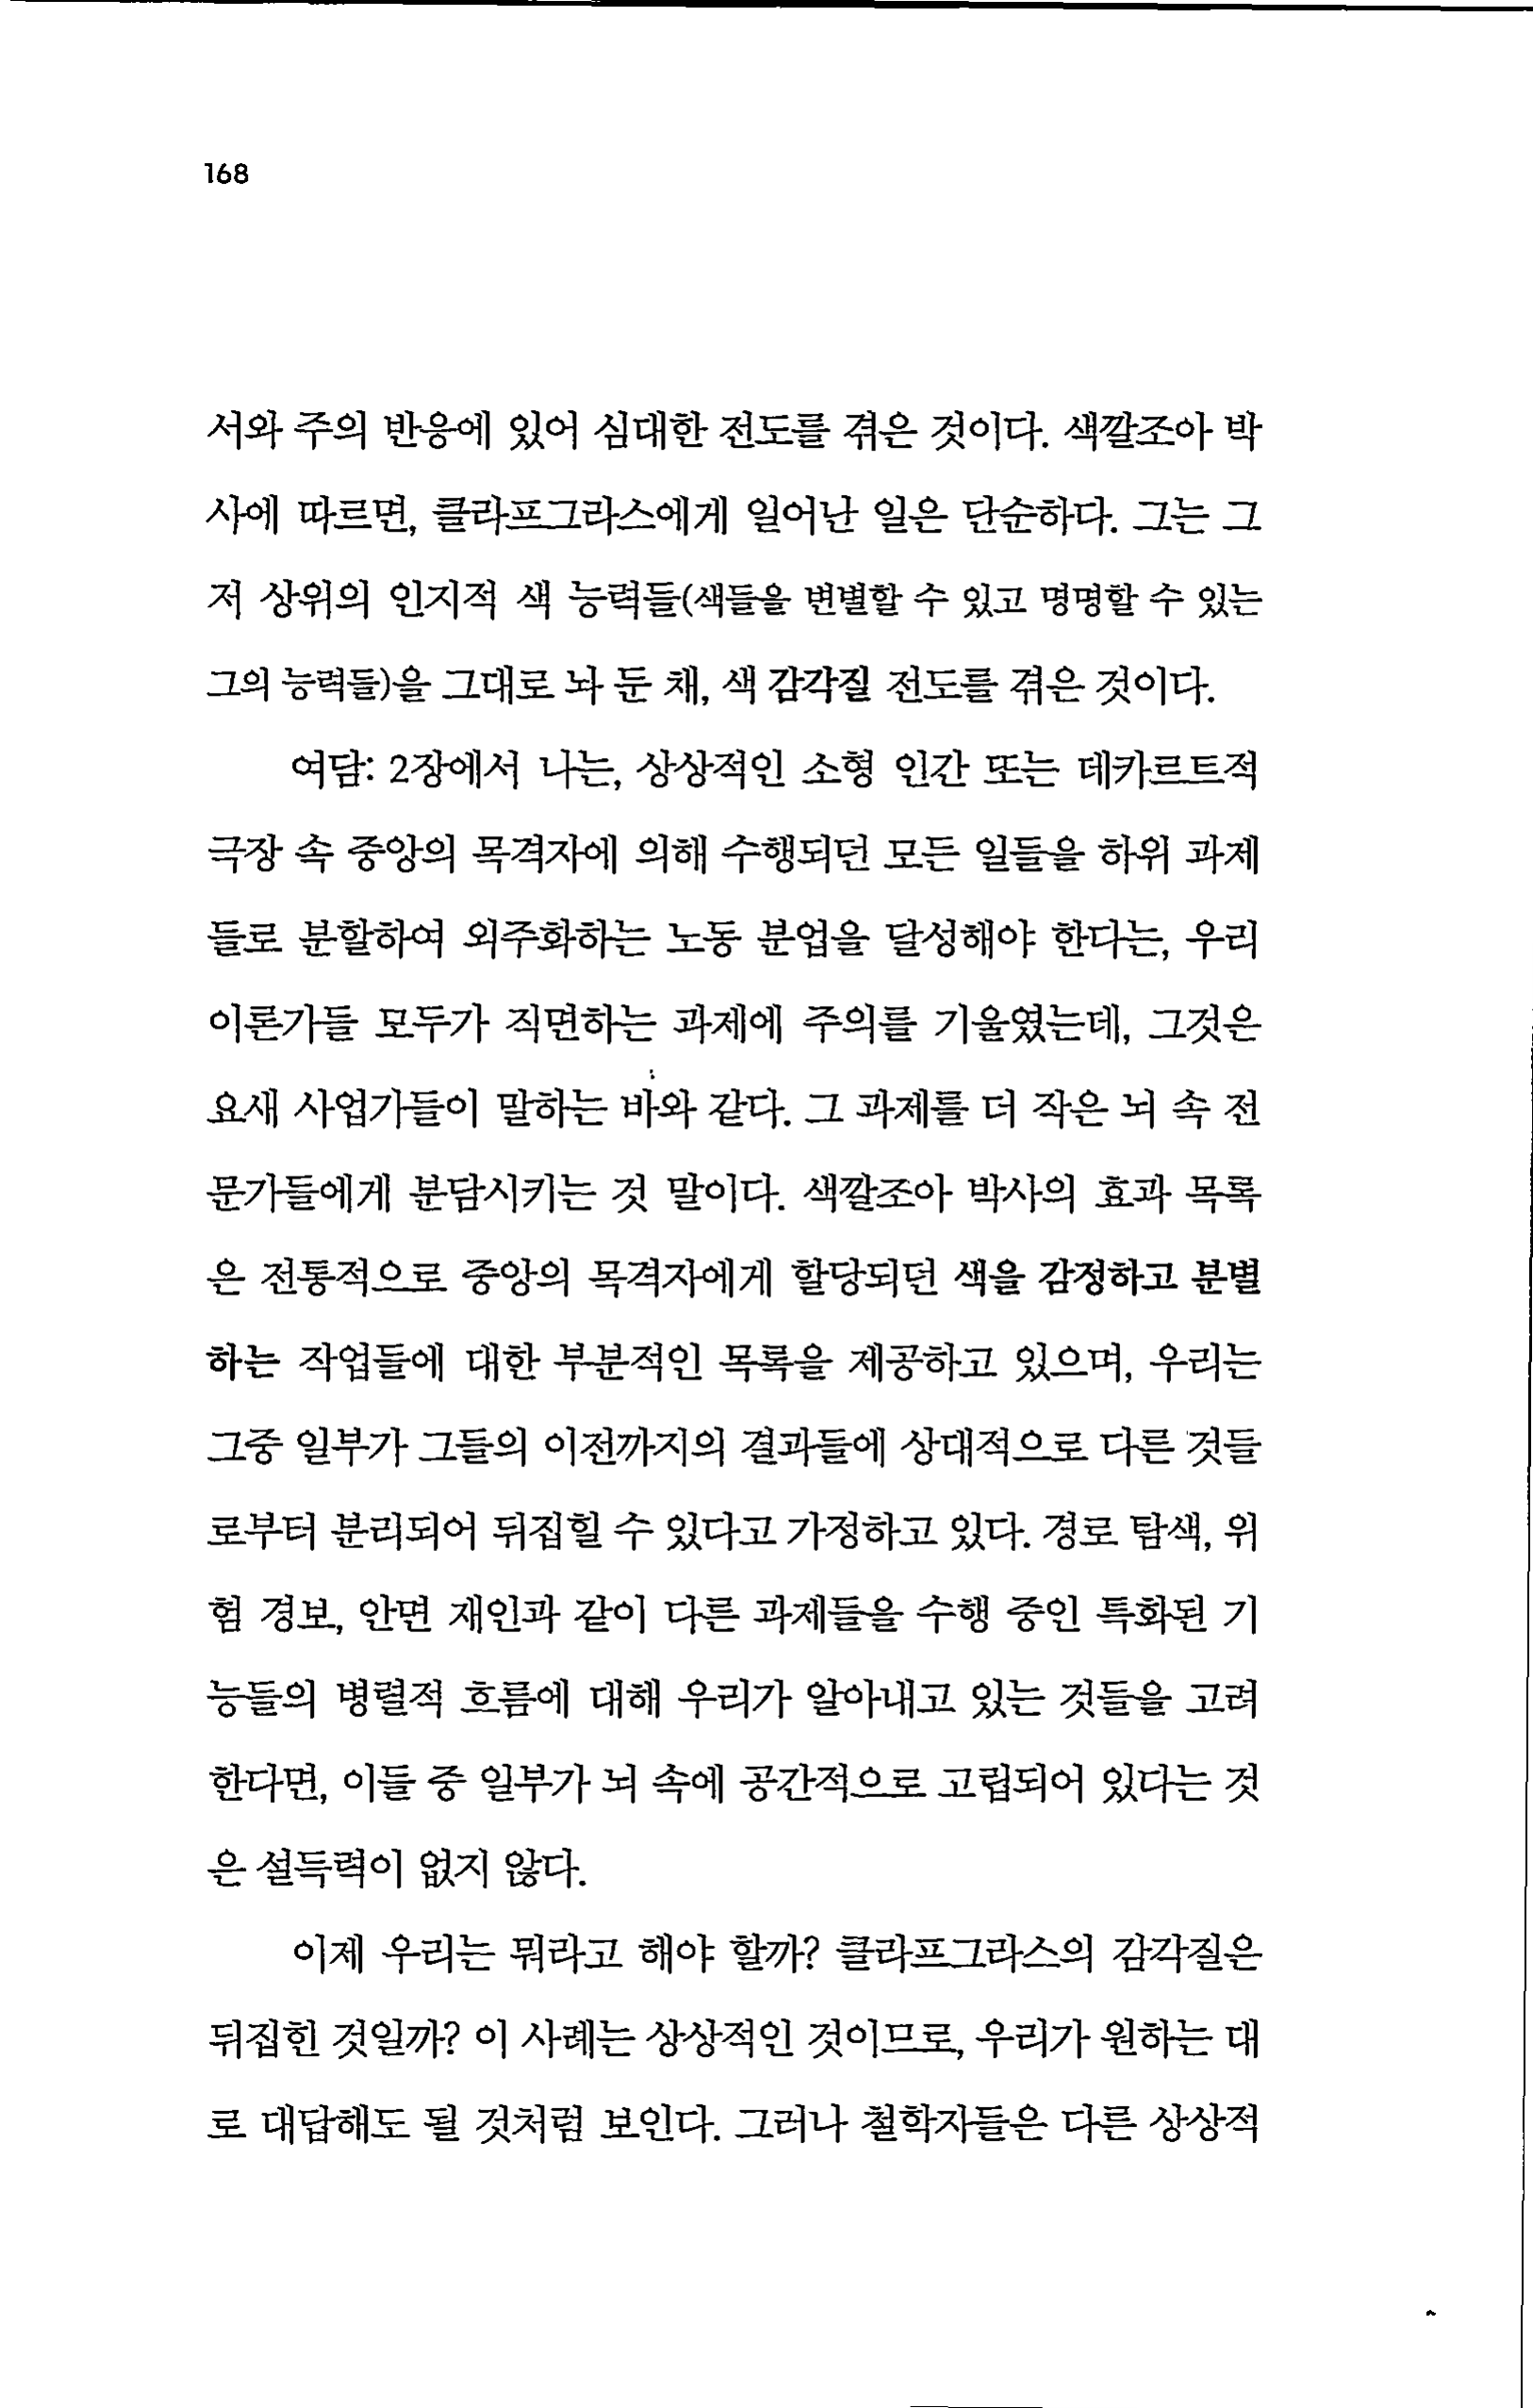 168
서와 주의 반응에 있어 심대한 전도를 겪은 것이다. 색깔조아 박
사에 따르면, 클라프그라스에게 일어난 일은 단순하다. 그는 그
저 상위의 인지적 색 능력들(색들을 변별할 수 있고 명명할 수 있는
그의 능력들)을 그대로 놔 둔 채, 색 감각질 전도를 겪은 것이다.
여담: 2장에서 나는, 상상적인 소형 인간 또는 데카르트적
극장 속 중앙의 목격자에 의해 수행되던 모든 일들을 하위 과제
들로 분할하여 외주화하는 노동 분업을 달성해야 한다는, 우리
이론가들 모두가 직면하는 과제에 주의를 기울였는데, 그것은
요새 사업가들이 말하는 바와 같다. 그 과제를 더 작은 뇌 속 전
문가들에게 분담시키는 것 말이다. 색깔조아 박사의 효과 목록
은 전통적으로 중앙의 목격자에게 할당되던 색을 감정하고 분별
하는 작업들에 대한 부분적인 목록을 제공하고 있으며, 우리는
그중 일부가 그들의 이전까지의 결과들에 상대적으로 다른 것들
로부터 분리되어 뒤집힐 수 있다고 가정하고 있다. 경로 탐색, 위
험 경보, 안면 재인과 같이 다른 과제들을 수행 중인 특화된 기
능들의 병렬적 흐름에 대해 우리가 알아내고 있는 것들을 고려
한다면, 이들 중 일부가 뇌 속에 공간적으로 고립되어 있다는 것
은 설득력이 없지 않다.
이제 우리는 뭐라고 해야 할까? 클라프그라스의 감각질은
뒤집힌 것일까? 이 사례는 상상적인 것이므로, 우리가 원하는 대
로 대답해도 될 것처럼 보인다. 그러나 철학자들은 다른 상상적